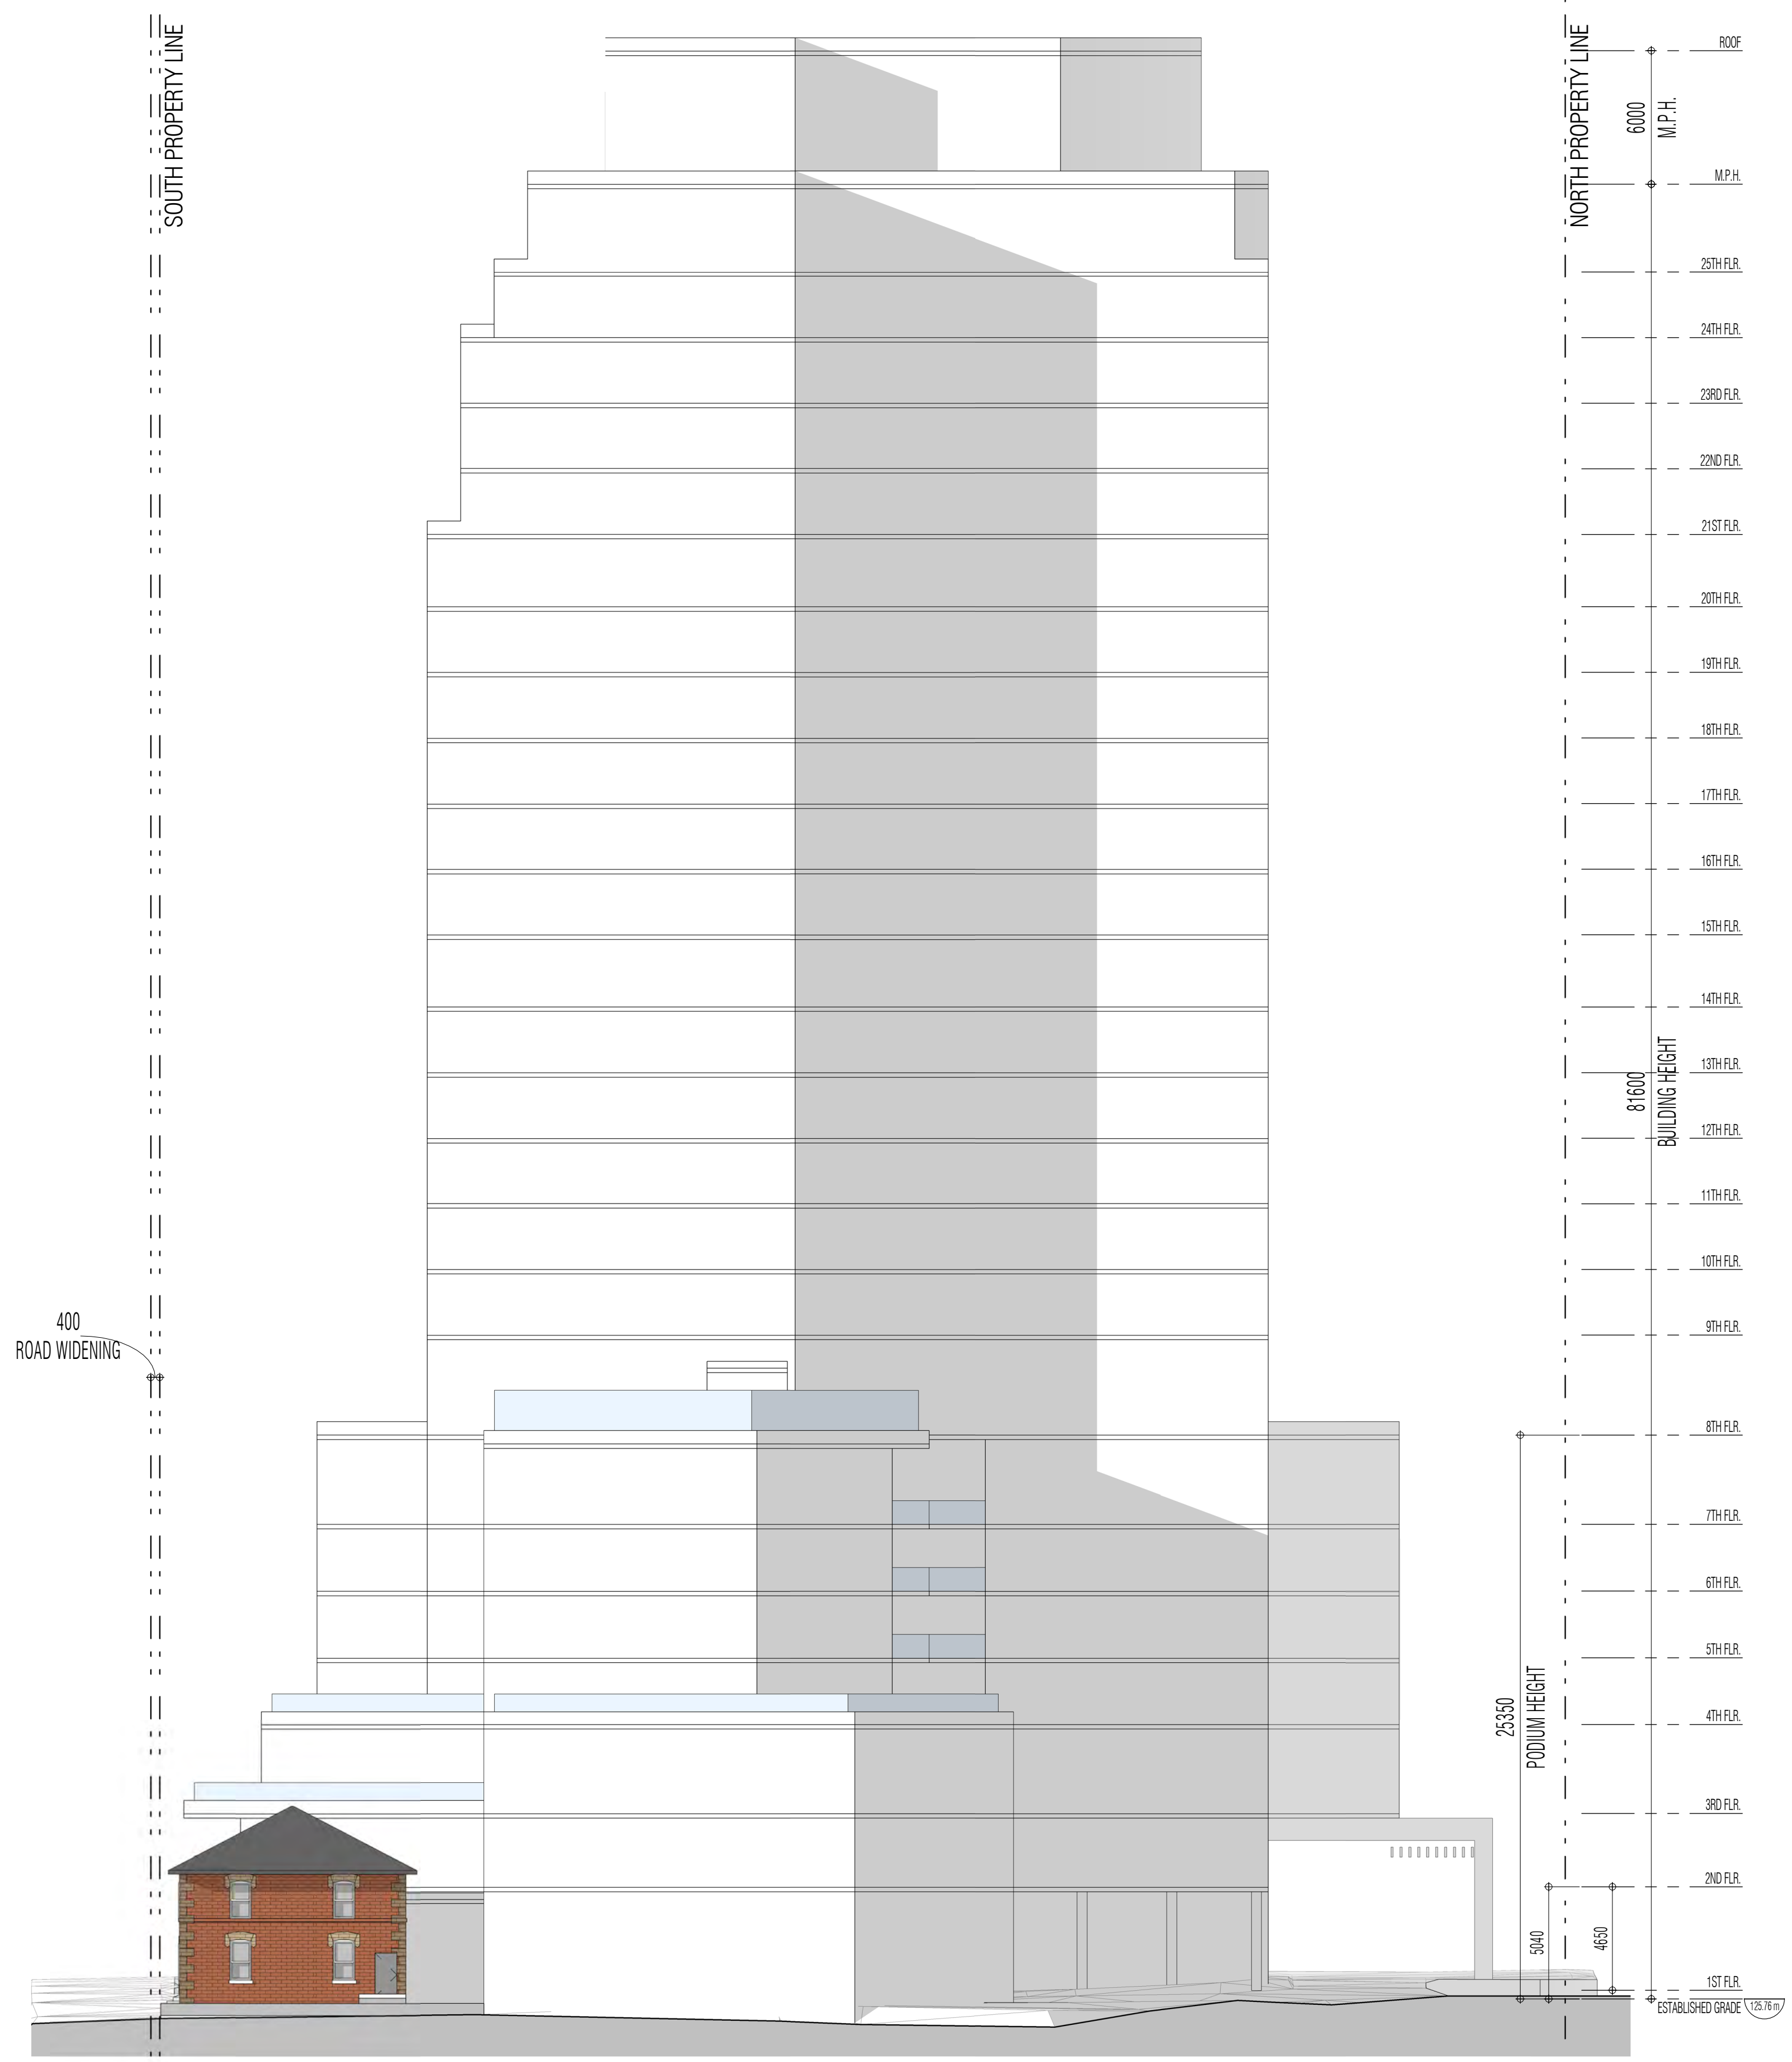 SOUTH PROPERTY LINE
NORTH PROPERTY LINE
ROOF
6000
M.P.H.
M.P.H.
25TH FLR.
24TH FLR.
23RD FLR.
22ND FLR.
21ST FLR.
20TH FLR.
19TH FLR.
18TH FLR.
17TH FLR.
16TH FLR.
15TH FLR.
14TH FLR.
13TH FLR.
81600
BUILDING HEIGHT
12TH FLR.
11TH FLR.
10TH FLR.
9TH FLR.
400
ROAD WIDENING
8TH FLR.
7TH FLR.
6TH FLR.
5TH FLR.
25350
PODIUM HEIGHT
4TH FLR.
3RD FLR.
2ND FLR.
5040
4650
1ST FLR.
ESTABLISHED GRADE
125.76 m